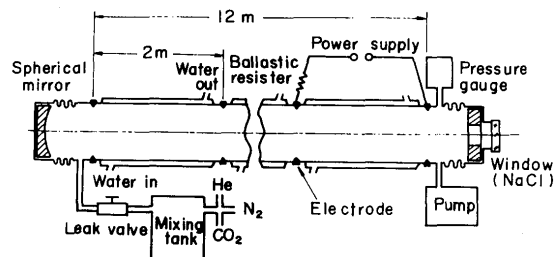 12 m
2 m
Power supply
Spherical
mirror
Water
out
Ballastic
resister
Pressure
gauge
Window
(NaCl)
Water in
He
N2
Electrode
Pump
Leak valve
Mixing
tank
CO2